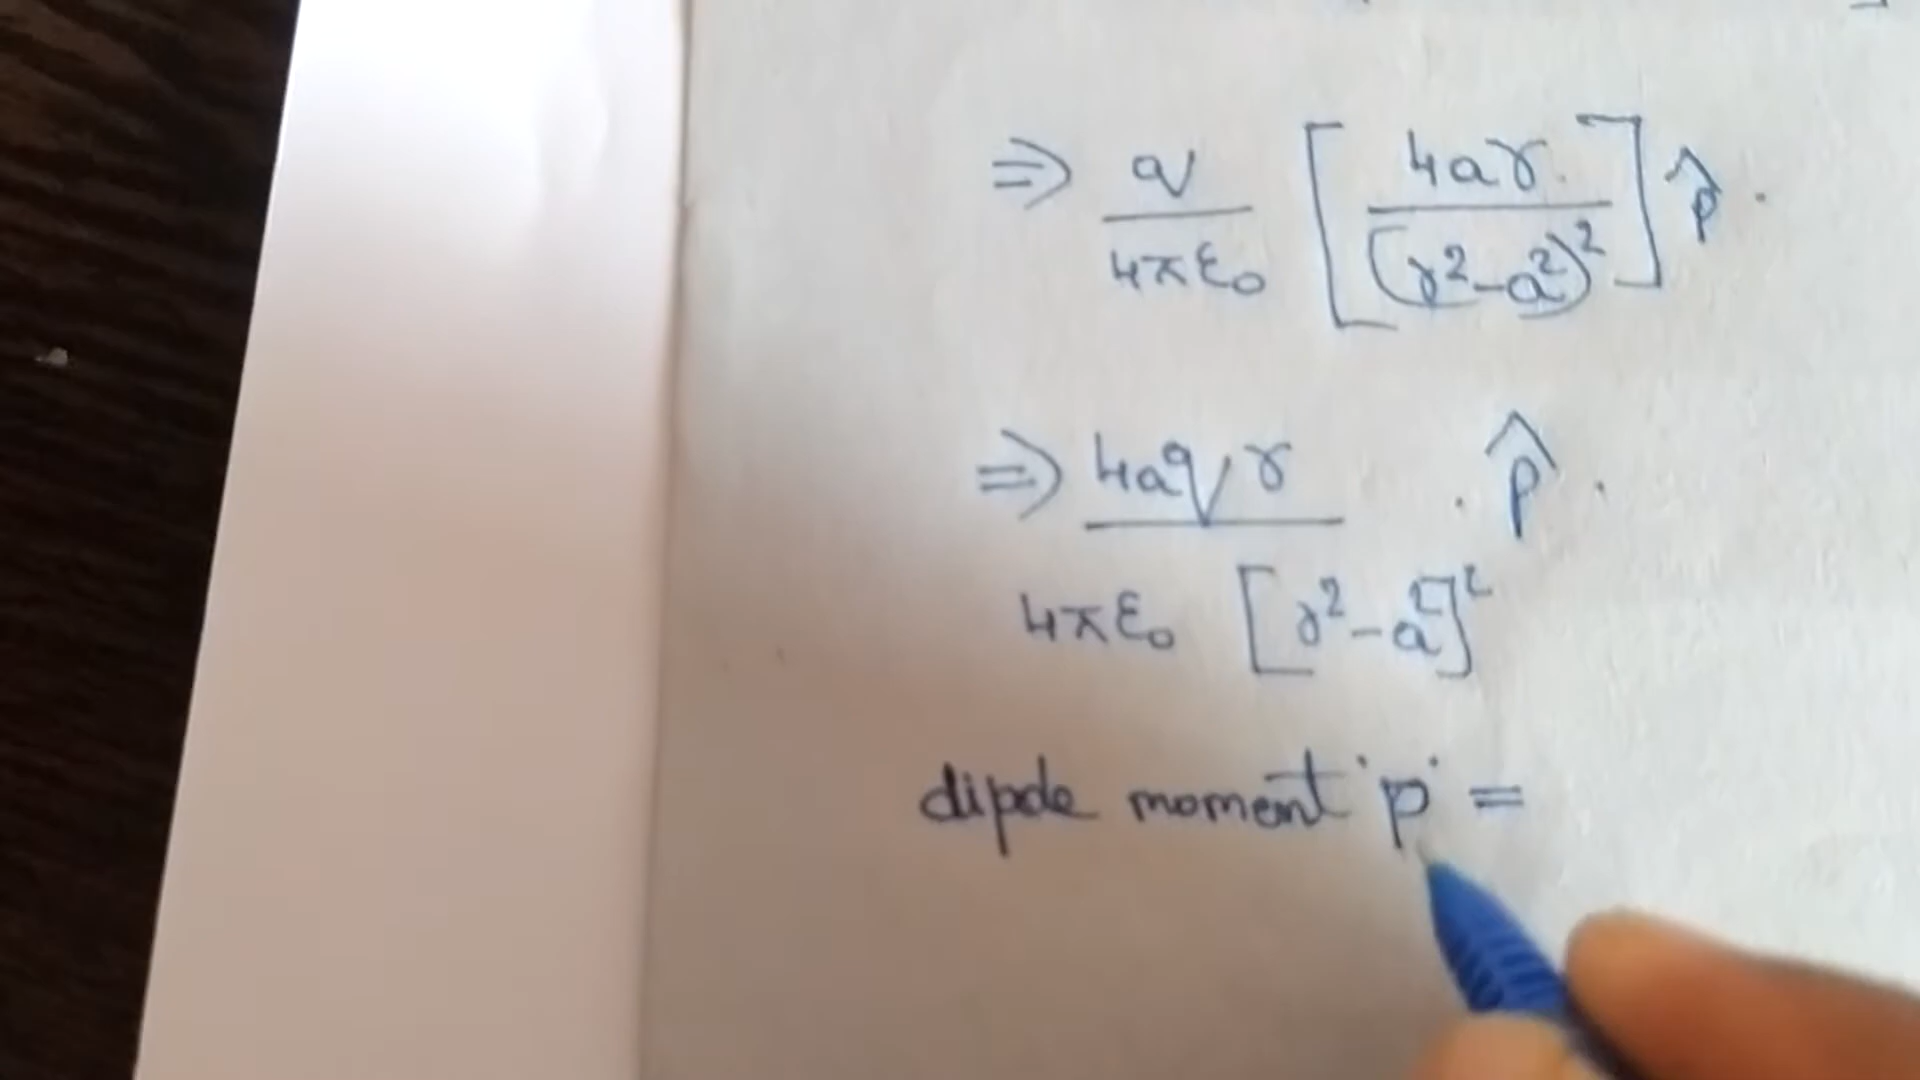 ⇒ q/4πε₀ [4ar/(r²-a²)²] p̂.
⇒ 4aqr/4πε₀ [r²-a²]² . p̂.
dipole moment 'p' =